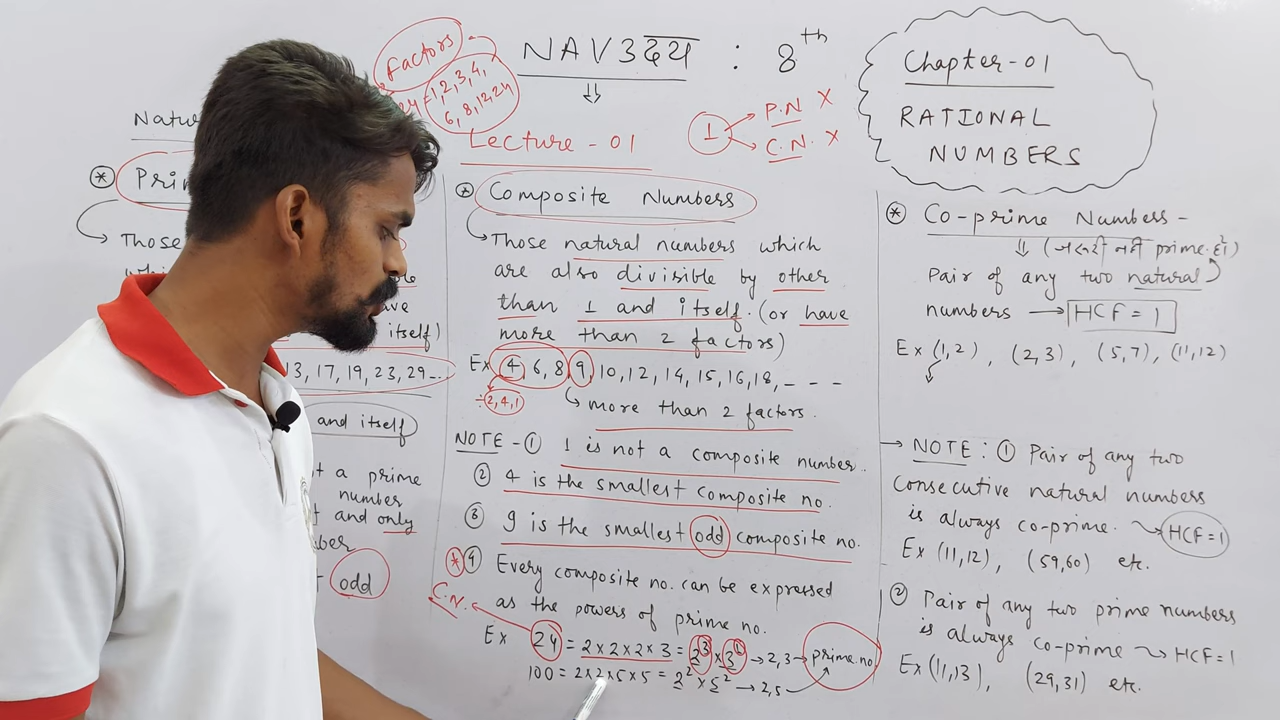 Factors
NAVउदय : 8th
1,2,3,4,
6,8,12,24
Lecture - 01
1
P.N X
C.N. X
Chapter-01
RATIONAL
NUMBERS
Natu
* Pri
Those
itself)
3, 17, 19, 23, 29..
and itself
a prime
number
and only
odd
* Composite Numbers
Those natural numbers which
are also divisible by other
than 1 and itself. (or have
more than 2 factors)
Ex 4, 6, 8, 9, 10, 12, 14, 15, 16, 18, - - -
÷ 2,4,1
more than 2 factors.
NOTE - ① 1 is not a composite number.
② 4 is the smallest composite no.
③ 9 is the smallest odd composite no.
* ④ Every composite no. can be expressed
C.N. as the powers of prime no.
Ex 24 = 2×2×2×3 = 2³×3① → 2,3 → prime.no
100 = 2×2×5×5 = 2²×5² → 2,5
* Co-prime Numbers -
prime
Pair of any two natural
numbers → HCF = 1
Ex (1,2), (2,3), (5,7), (11,12)
→ NOTE : ① Pair of any two
Consecutive natural numbers
is always co-prime. HCF=1
Ex (11,12), (59,60) etc.
② Pair of any two prime numbers
is always co-prime HCF=1
Ex (11,13), (29,31) etc.